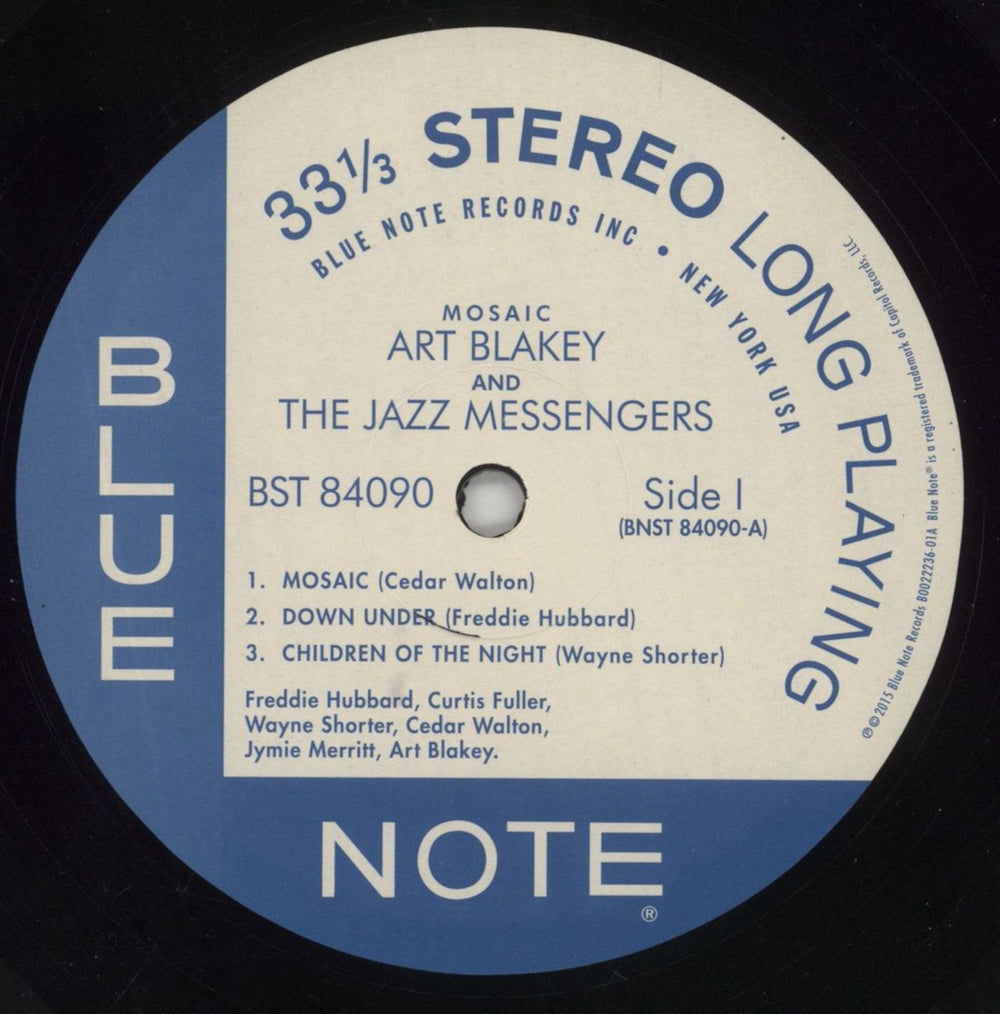 33 1/3 STEREO LONG PLAYING
BLUE NOTE RECORDS INC • NEW YORK USA
MOSAIC
ART BLAKEY
AND
THE JAZZ MESSENGERS
BST 84090
Side 1
(BNST 84090-A)
1. MOSAIC (Cedar Walton)
2. DOWN UNDER (Freddie Hubbard)
3. CHILDREN OF THE NIGHT (Wayne Shorter)
Freddie Hubbard, Curtis Fuller,
Wayne Shorter, Cedar Walton,
Jymie Merritt, Art Blakey.
℗©2015 Blue Note Records B0022236-01A Blue Note® is a registered trademark of Capitol Records, LLC.
BLUE
NOTE®